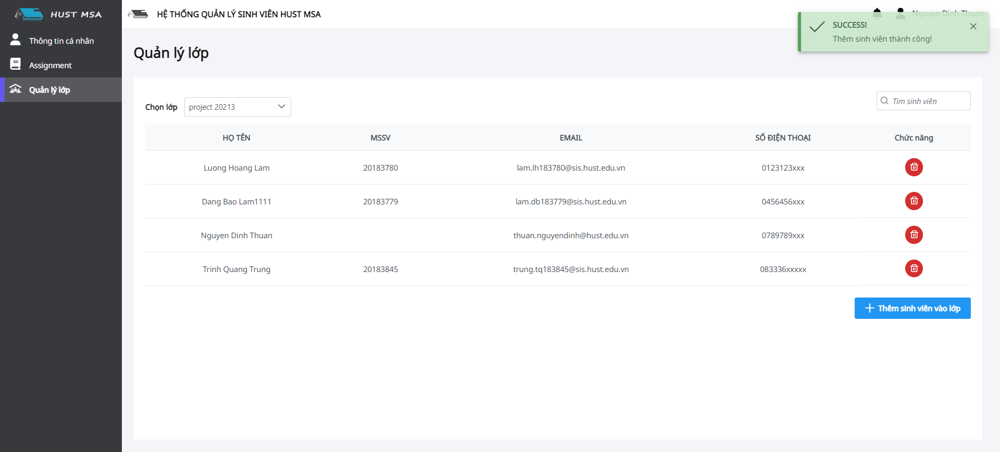 HUST MSA
Thông tin cá nhân
Assignment
Quản lý lớp
HỆ THỐNG QUẢN LÝ SINH VIÊN HUST MSA
Nguyen Dinh Thuan
SUCCESS!
Thêm sinh viên thành công!
Quản lý lớp
Chọn lớp project 20213
Tìm sinh viên
HỌ TÊN MSSV EMAIL SỐ ĐIỆN THOẠI Chức năng
Luong Hoang Lam 20183780 lam.lh183780@sis.hust.edu.vn 0123123xxx
Dang Bao Lam1111 20183779 lam.db183779@sis.hust.edu.vn 0456456xxx
Nguyen Dinh Thuan thuan.nguyendinh@hust.edu.vn 0789789xxx
Trinh Quang Trung 20183845 trung.tq183845@sis.hust.edu.vn 083336xxxxx
Thêm sinh viên vào lớp